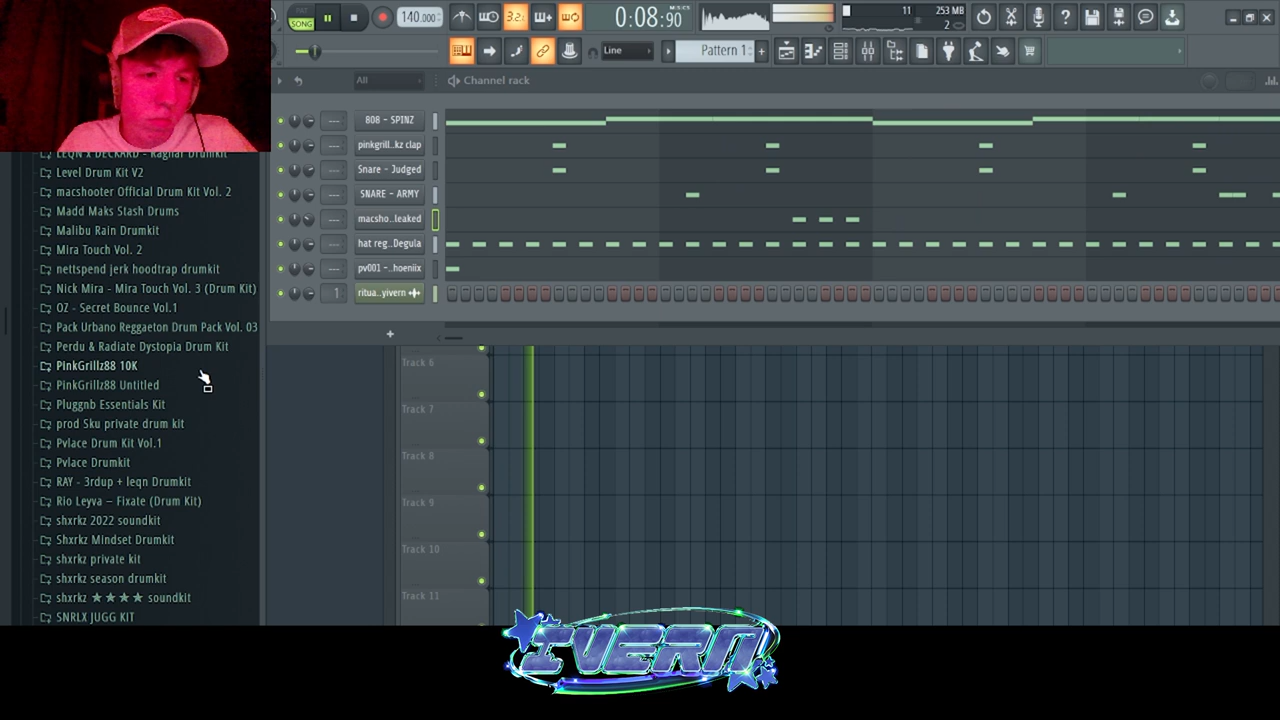 PAT
SONG
140.000
3.2.
0:08:90
M:S:CS
11
253 MB
2
Line
Pattern 1
All
Channel rack
808 - SPINZ
pinkgrill..kz clap
Snare - Judged
SNARE - ARMY
macsho..leaked
hat reg..Degula
pv001 -..hoeniix
1
ritua..yivern
LEQN x DECKARD - Ragnar Drumkit
Level Drum Kit V2
macshooter Official Drum Kit Vol. 2
Madd Maks Stash Drums
Malibu Rain Drumkit
Mira Touch Vol. 2
nettspend jerk hoodtrap drumkit
Nick Mira - Mira Touch Vol. 3 (Drum Kit)
OZ - Secret Bounce Vol.1
Pack Urbano Reggaeton Drum Pack Vol. 03
Perdu & Radiate Dystopia Drum Kit
PinkGrillz88 10K
PinkGrillz88 Untitled
Pluggnb Essentials Kit
prod Sku private drum kit
Pvlace Drum Kit Vol.1
Pvlace Drumkit
RAY - 3rdup + leqn Drumkit
Rio Leyva – Fixate (Drum Kit)
shxrkz 2022 soundkit
Shxrkz Mindset Drumkit
shxrkz private kit
shxrkz season drumkit
shxrkz ★★★★ soundkit
SNRLX JUGG KIT
Track 6
Track 7
Track 8
Track 9
Track 10
Track 11
IVERN